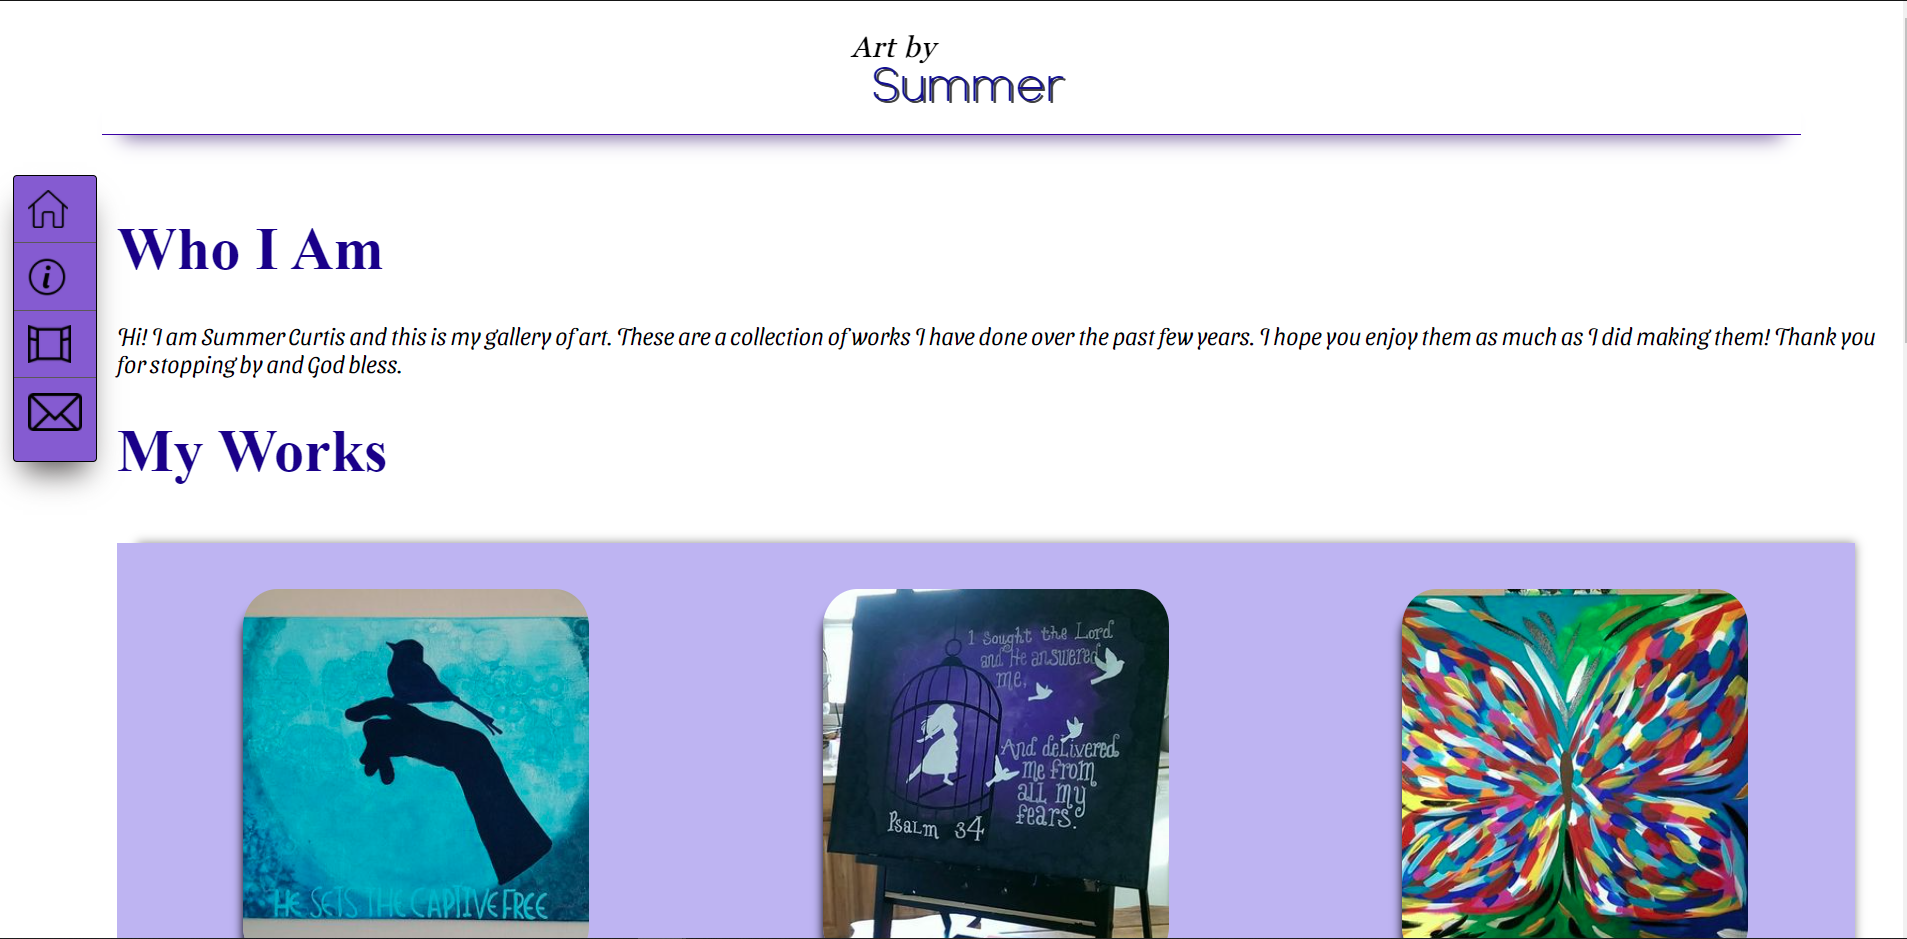 Art by
Summer
Who I Am
Hi! I am Summer Curtis and this is my gallery of art. These are a collection of works I have done over the past few years. I hope you enjoy them as much as I did making them! Thank you
for stopping by and God bless.
My Works
HE SETS THE CAPTIVE FREE
I sought the Lord
and He answered
me,
And delivered
me from
all my
fears.
Psalm 34